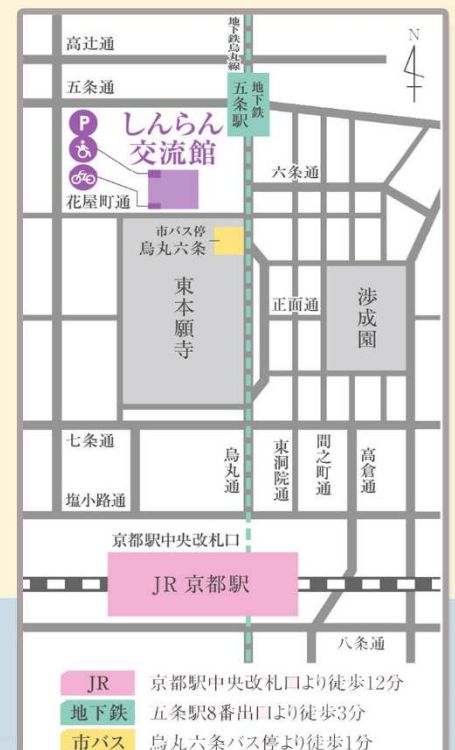 地下鉄烏丸線
N
高辻通
五条通
地下鉄
五条駅
P
しんらん
交流館
六条通
花屋町通
市バス停
烏丸六条
東本願寺
正面通
渉成園
七条通
烏丸通
東洞院通
間之町通
高倉通
塩小路通
京都駅中央改札口
JR 京都駅
八条通
JR 京都駅中央改札口より徒歩12分
地下鉄 五条駅8番出口より徒歩3分
市バス 烏丸六条バス停より徒歩1分